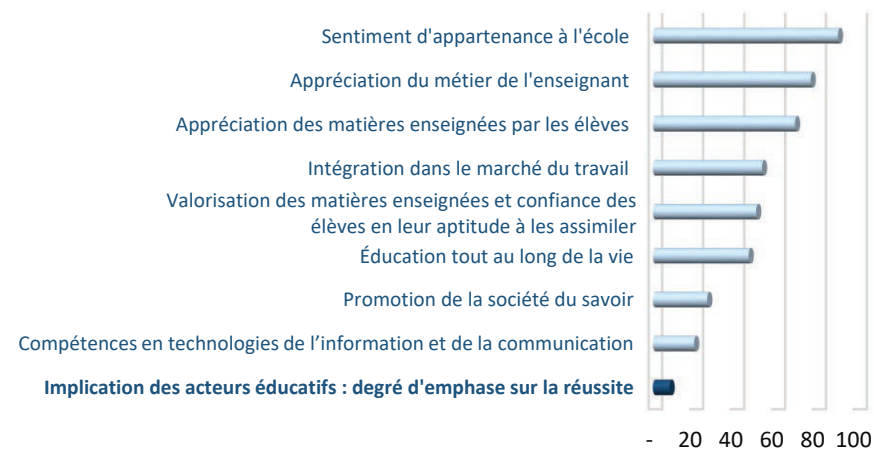 Sentiment d'appartenance à l'école
Appréciation du métier de l'enseignant
Appréciation des matières enseignées par les élèves
Intégration dans le marché du travail
Valorisation des matières enseignées et confiance des
élèves en leur aptitude à les assimiler
Éducation tout au long de la vie
Promotion de la société du savoir
Compétences en technologies de l’information et de la communication
Implication des acteurs éducatifs : degré d'emphase sur la réussite
- 20 40 60 80 100